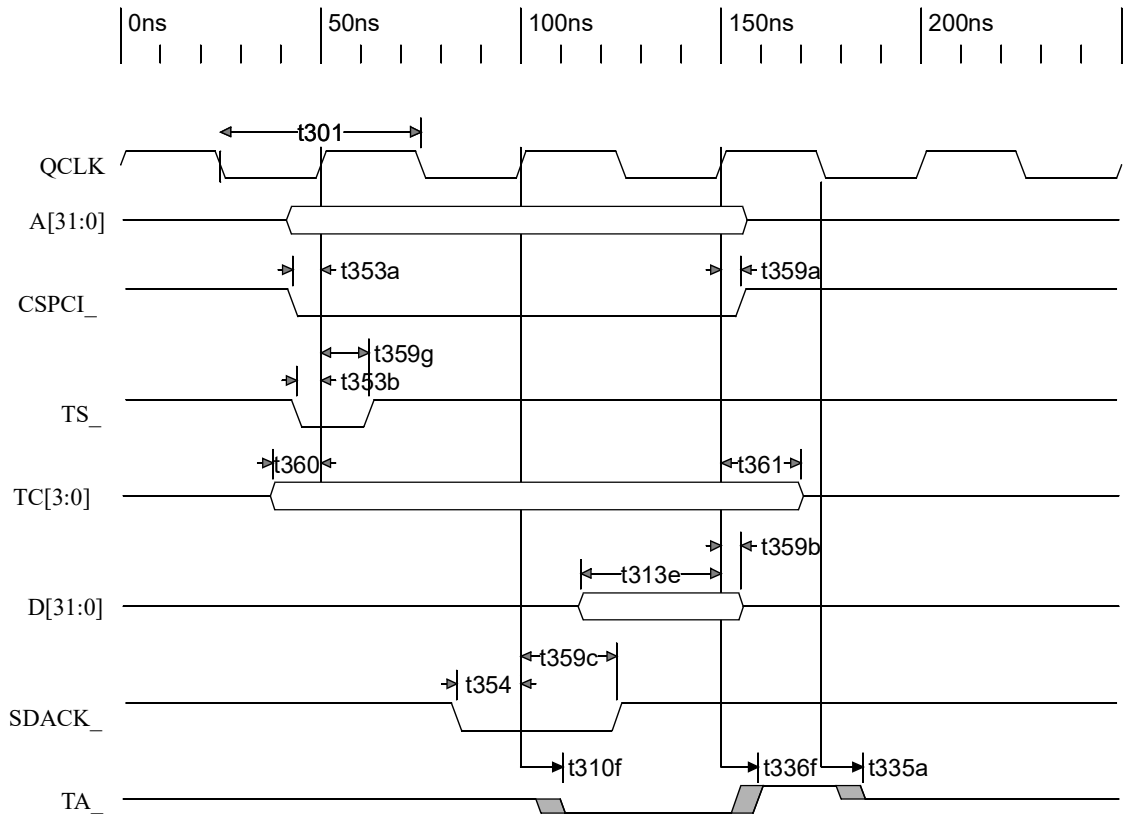 0ns 50ns 100ns 150ns 200ns
t301
QCLK
A[31:0]
t353a t359a
CSPCI_
t359g
t353b
TS_
t360 t361
TC[3:0]
t359b
t313e
D[31:0]
t359c
t354
SDACK_
t310f t336f t335a
TA_